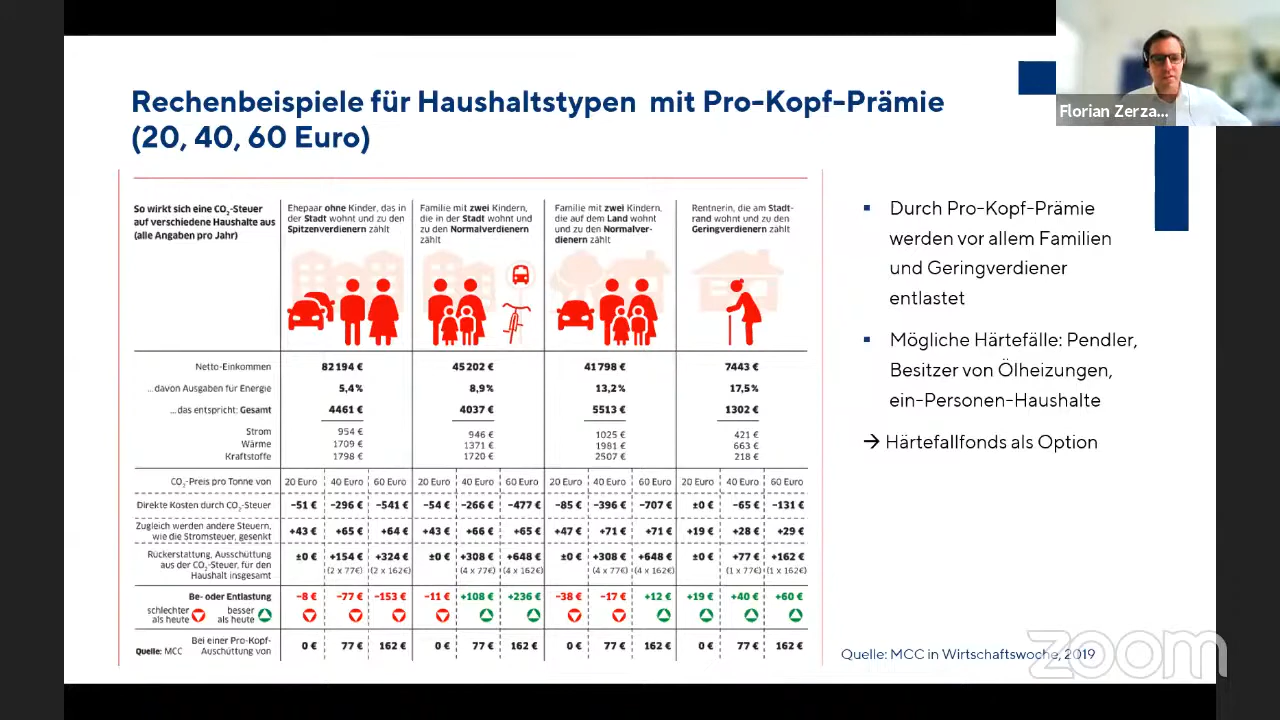 Florian Zerza...
Rechenbeispiele für Haushaltstypen mit Pro-Kopf-Prämie
(20, 40, 60 Euro)
So wirkt sich eine CO₂-Steuer
auf verschiedene Haushalte aus
(alle Angaben pro Jahr)
Ehepaar ohne Kinder, das in
der Stadt wohnt und zu den
Spitzenverdienern zählt
Familie mit zwei Kindern,
die in der Stadt wohnt und
zu den Normalverdienern
zählt
Familie mit zwei Kindern,
die auf dem Land wohnt
und zu den Normalver-
dienern zählt
Rentnerin, die am Stadt-
rand wohnt und zu den
Geringverdienern zählt
Netto-Einkommen 82 194 € 45 202 € 41 798 € 7443 €
...davon Ausgaben für Energie 5,4% 8,9% 13,2% 17,5%
...das entspricht: Gesamt 4461 € 4037 € 5513 € 1302 €
Strom 954 € 946 € 1025 € 421 €
Wärme 1709 € 1371 € 1981 € 663 €
Kraftstoffe 1798 € 1720 € 2507 € 218 €
CO₂-Preis pro Tonne von 20 Euro 40 Euro 60 Euro 20 Euro 40 Euro 60 Euro 20 Euro 40 Euro 60 Euro 20 Euro 40 Euro 60 Euro
Direkte Kosten durch CO₂-Steuer −51 € −296 € −541 € −54 € −266 € −477 € −85 € −396 € −707 € ±0 € −65 € −131 €
Zugleich werden andere Steuern,
wie die Stromsteuer, gesenkt +43 € +65 € +64 € +43 € +66 € +65 € +47 € +71 € +71 € +19 € +28 € +29 €
Rückerstattung, Ausschüttung ±0 € +154 € +324 € ±0 € +308 € +648 € ±0 € +308 € +648 € ±0 € +77 € +162 €
aus der CO₂-Steuer, für den (2 x 77€) (2 x 162€) (4 x 77€) (4 x 162€) (4 x 77€) (4 x 162€) (1 x 77€) (1 x 162€)
Haushalt insgesamt
Be- oder Entlastung −8 € −77 € −153 € −11 € +108 € +236 € −38 € −17 € +12 € +19 € +40 € +60 €
schlechter als heute
besser als heute
Bei einer Pro-Kopf-
Auschüttung von 0 € 77 € 162 € 0 € 77 € 162 € 0 € 77 € 162 € 0 € 77 € 162 €
Quelle: MCC
▪ Durch Pro-Kopf-Prämie
werden vor allem Familien
und Geringverdiener
entlastet
▪ Mögliche Härtefälle: Pendler,
Besitzer von Ölheizungen,
ein-Personen-Haushalte
→ Härtefallfonds als Option
Quelle: MCC in Wirtschaftswoche, 2019
zoom